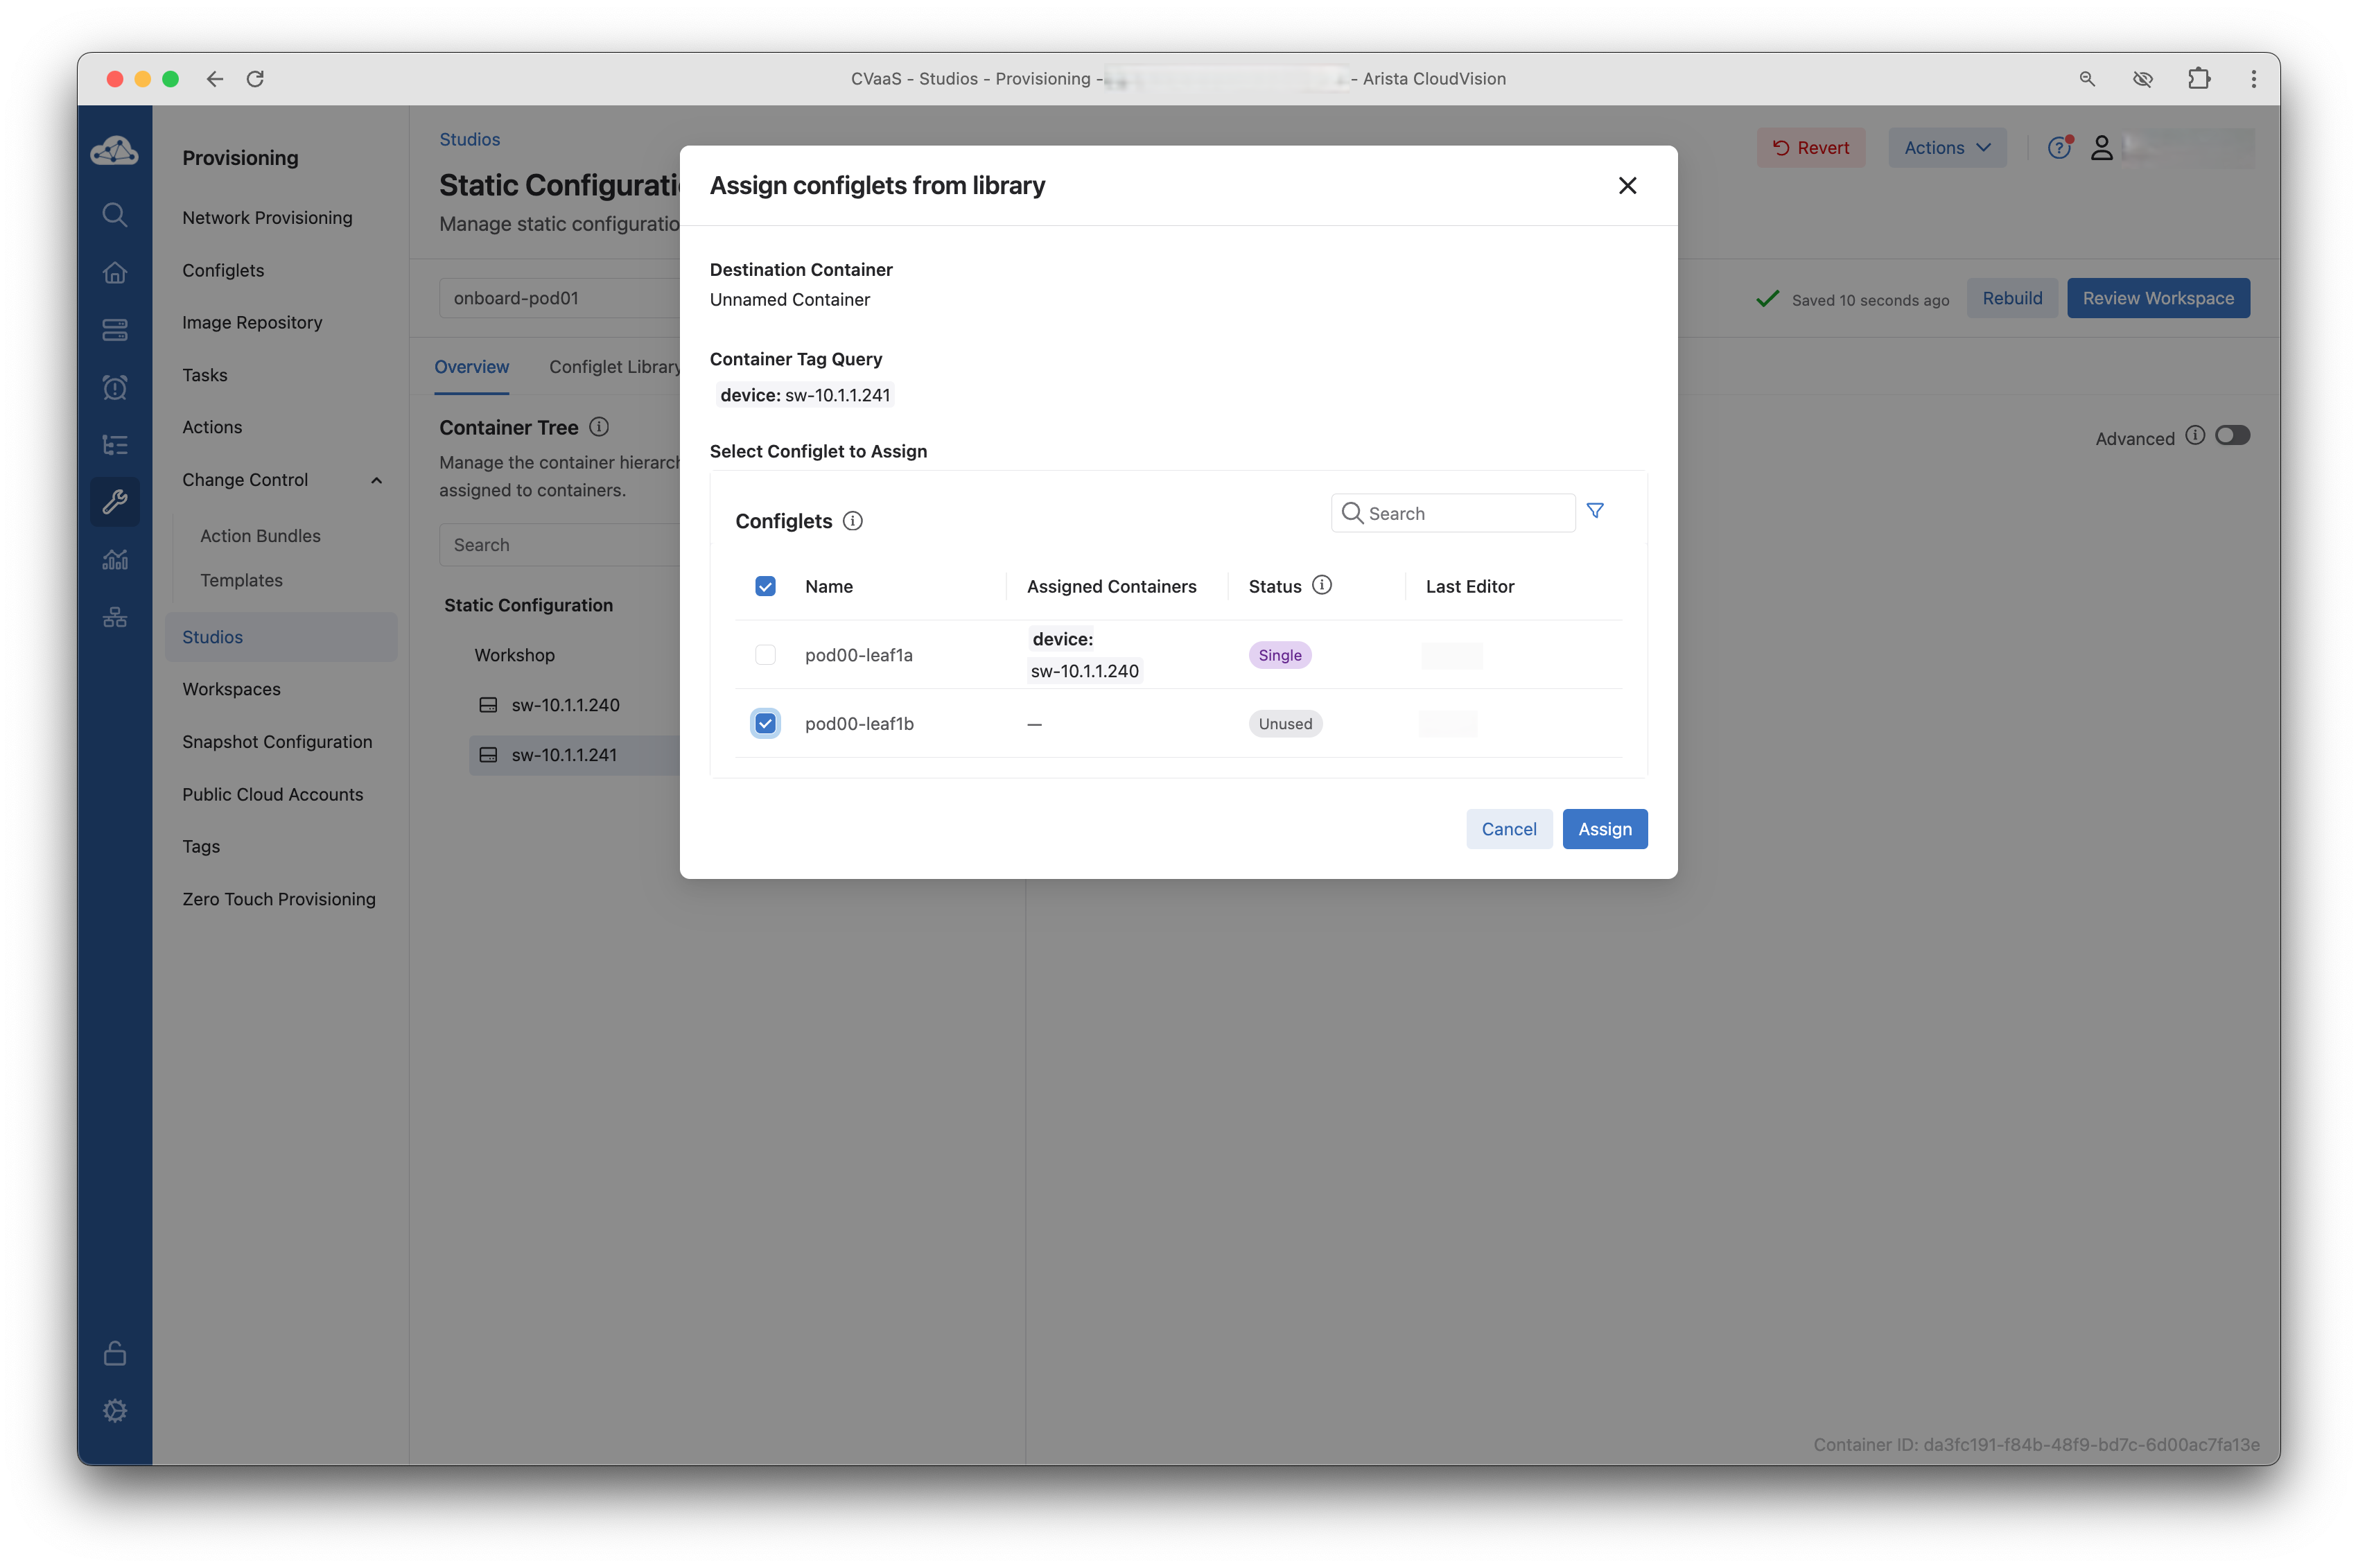 CVaaS - Studios - Provisioning -
- Arista CloudVision
Provisioning
Network Provisioning
Configlets
Image Repository
Tasks
Actions
Change Control
Action Bundles
Templates
Studios
Workspaces
Snapshot Configuration
Public Cloud Accounts
Tags
Zero Touch Provisioning
Studios
Static Configurati
Manage static configuratio
Revert
Actions
onboard-pod01
Saved 10 seconds ago
Rebuild
Review Workspace
Overview
Configlet Library
Container Tree
Manage the container hierarch
assigned to containers.
Search
Static Configuration
Workshop
sw-10.1.1.240
sw-10.1.1.241
Advanced
Assign configlets from library
Destination Container
Unnamed Container
Container Tag Query
device: sw-10.1.1.241
Select Configlet to Assign
Configlets
Search
Name
Assigned Containers
Status
Last Editor
pod00-leaf1a
device:
sw-10.1.1.240
Single
pod00-leaf1b
—
Unused
Cancel
Assign
Container ID: da3fc191-f84b-48f9-bd7c-6d00ac7fa13e